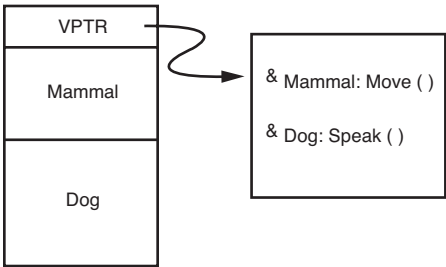 VPTR
Mammal
Dog
& Mammal: Move ( )
& Dog: Speak ( )